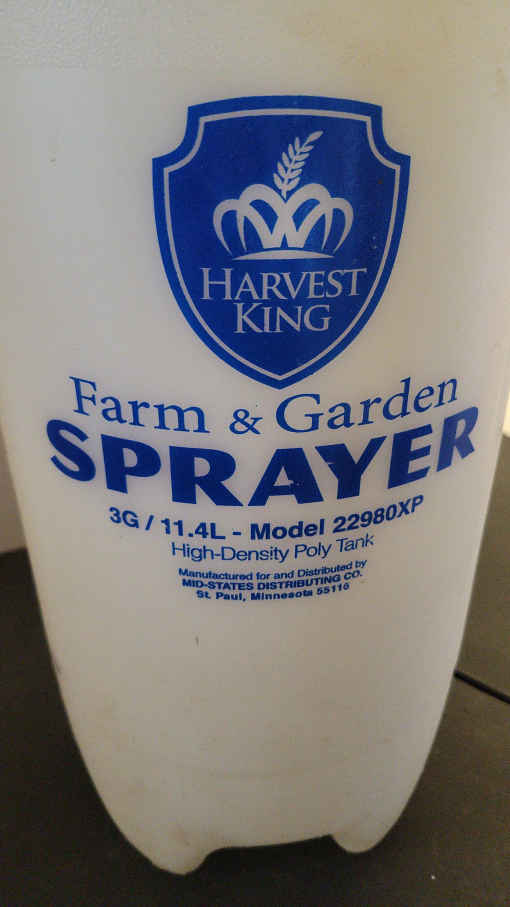 HARVEST
KING
Farm & Garden
SPRAYER
3G / 11.4L - Model 22980XP
High-Density Poly Tank
Manufactured for and Distributed by
MID-STATES DISTRIBUTING CO.
St. Paul, Minnesota 55116